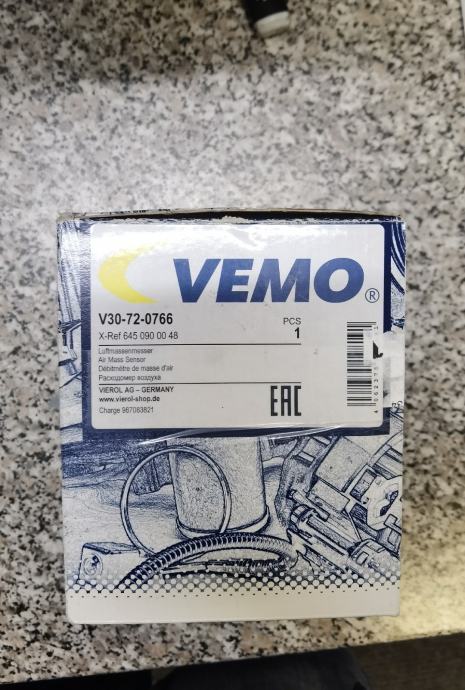 VEMO®
V30-72-0766
PCS
X-Ref 645 090 00 48
1
Luftmassenmesser
Air Mass Sensor
Débitmètre de masse d'air
Расходомер воздуха
VIEROL AG – GERMANY
www.vierol-shop.de
EAC
Charge 967083821